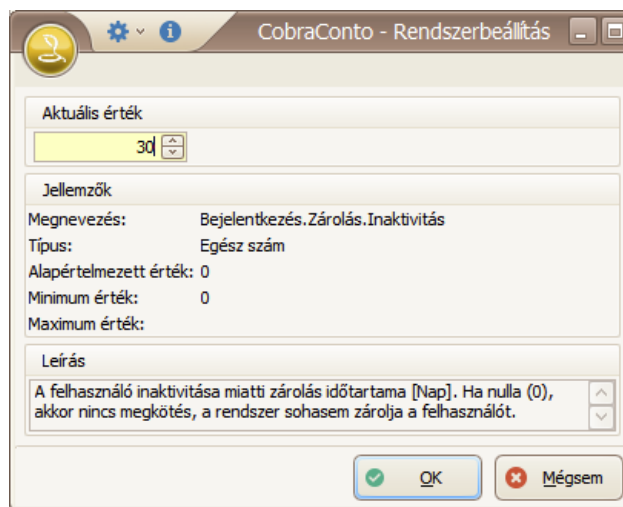 CobraConto - Rendszerbeállítás
Aktuális érték
30
Jellemzők
Megnevezés: Bejelentkezés.Zárolás.Inaktivitás
Típus: Egész szám
Alapértelmezett érték: 0
Minimum érték: 0
Maximum érték:
Leírás
A felhasználó inaktivitása miatti zárolás időtartama [Nap]. Ha nulla (0),
akkor nincs megkötés, a rendszer sohasem zárolja a felhasználót.
OK Mégsem